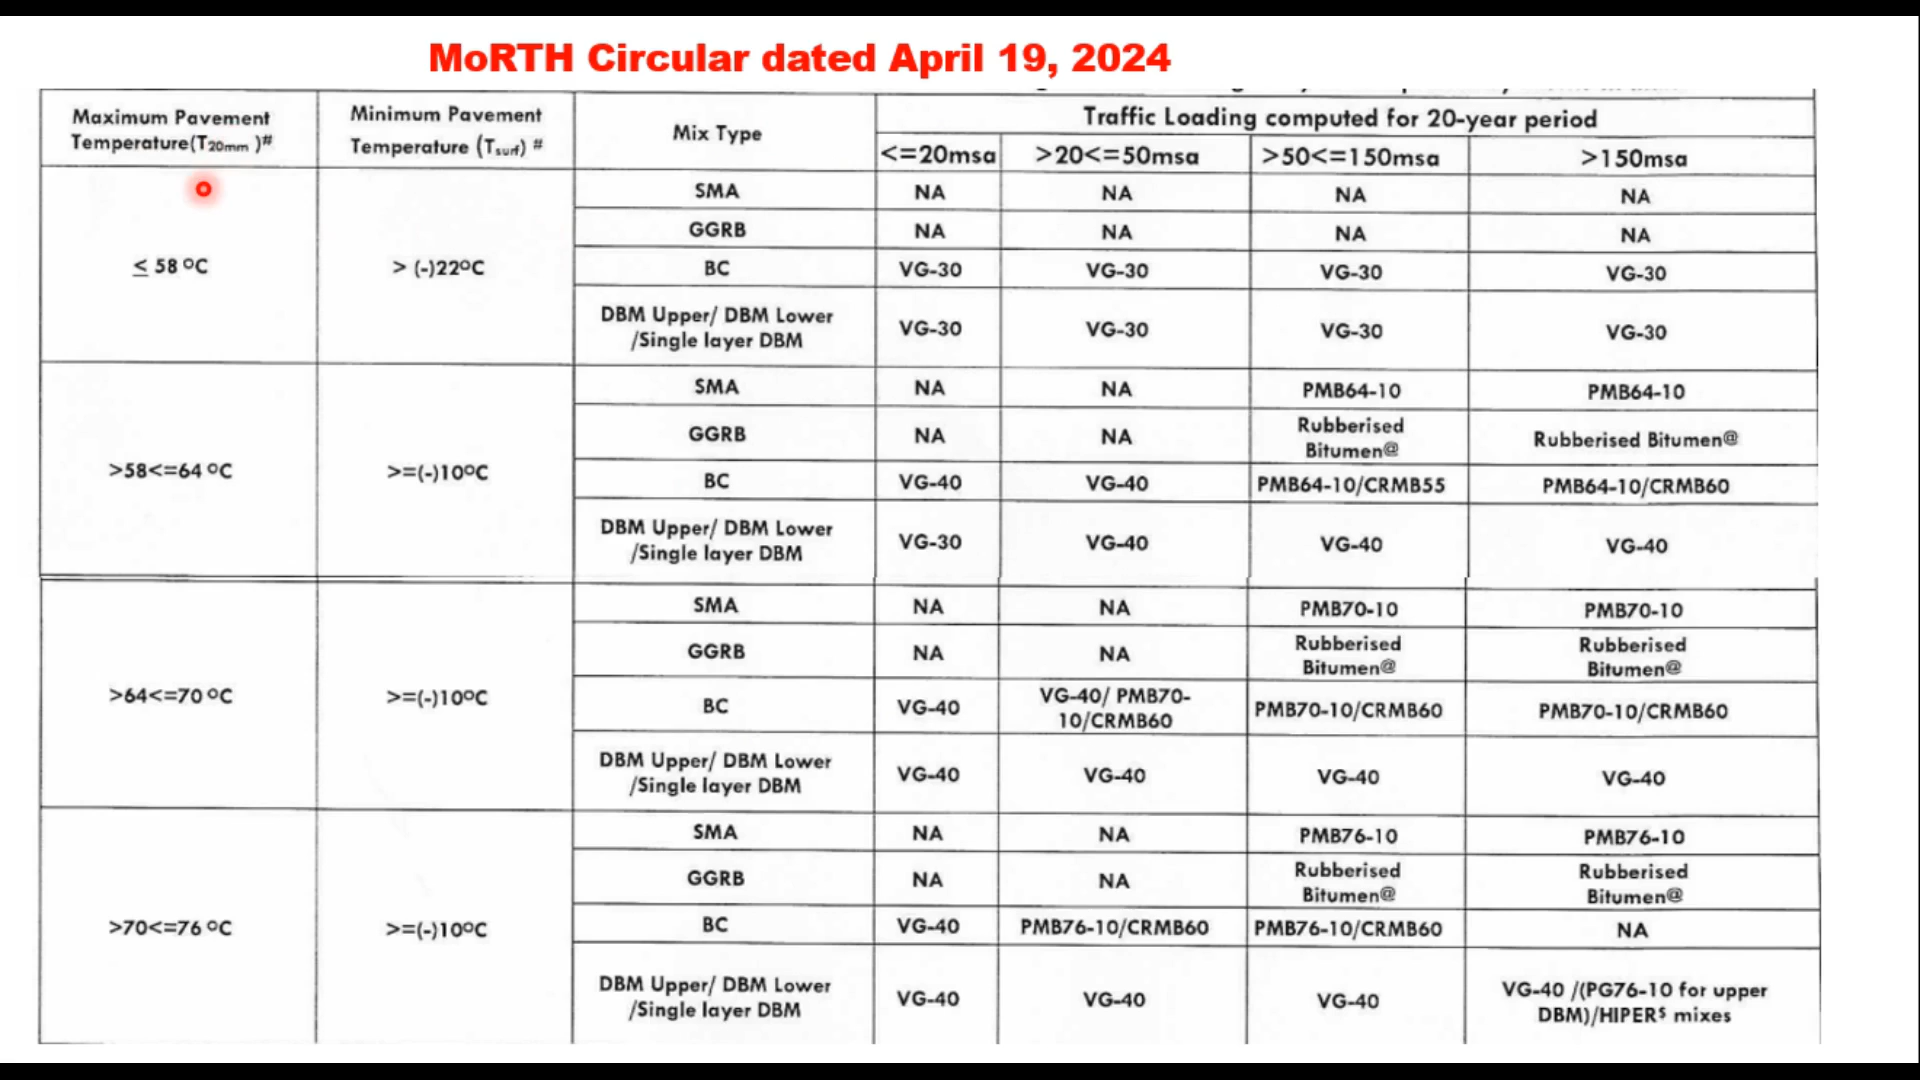 MoRTH Circular dated April 19, 2024
Maximum Pavement
Temperature(T20mm )#
Minimum Pavement
Temperature (Tsurf) #
Mix Type
Traffic Loading computed for 20-year period
<=20msa
>20<=50msa
>50<=150msa
>150msa
≤ 58 ºC
> (-)22ºC
SMA
NA
NA
NA
NA
GGRB
NA
NA
NA
NA
BC
VG-30
VG-30
VG-30
VG-30
DBM Upper/ DBM Lower
/Single layer DBM
VG-30
VG-30
VG-30
VG-30
>58<=64 ºC
>=(-)10ºC
SMA
NA
NA
PMB64-10
PMB64-10
GGRB
NA
NA
Rubberised
Bitumen@
Rubberised Bitumen@
BC
VG-40
VG-40
PMB64-10/CRMB55
PMB64-10/CRMB60
DBM Upper/ DBM Lower
/Single layer DBM
VG-30
VG-40
VG-40
VG-40
>64<=70 ºC
>=(-)10ºC
SMA
NA
NA
PMB70-10
PMB70-10
GGRB
NA
NA
Rubberised
Bitumen@
Rubberised
Bitumen@
BC
VG-40
VG-40/ PMB70-
10/CRMB60
PMB70-10/CRMB60
PMB70-10/CRMB60
DBM Upper/ DBM Lower
/Single layer DBM
VG-40
VG-40
VG-40
VG-40
>70<=76 ºC
>=(-)10ºC
SMA
NA
NA
PMB76-10
PMB76-10
GGRB
NA
NA
Rubberised
Bitumen@
Rubberised
Bitumen@
BC
VG-40
PMB76-10/CRMB60
PMB76-10/CRMB60
NA
DBM Upper/ DBM Lower
/Single layer DBM
VG-40
VG-40
VG-40
VG-40 /(PG76-10 for upper
DBM)/HIPER$ mixes